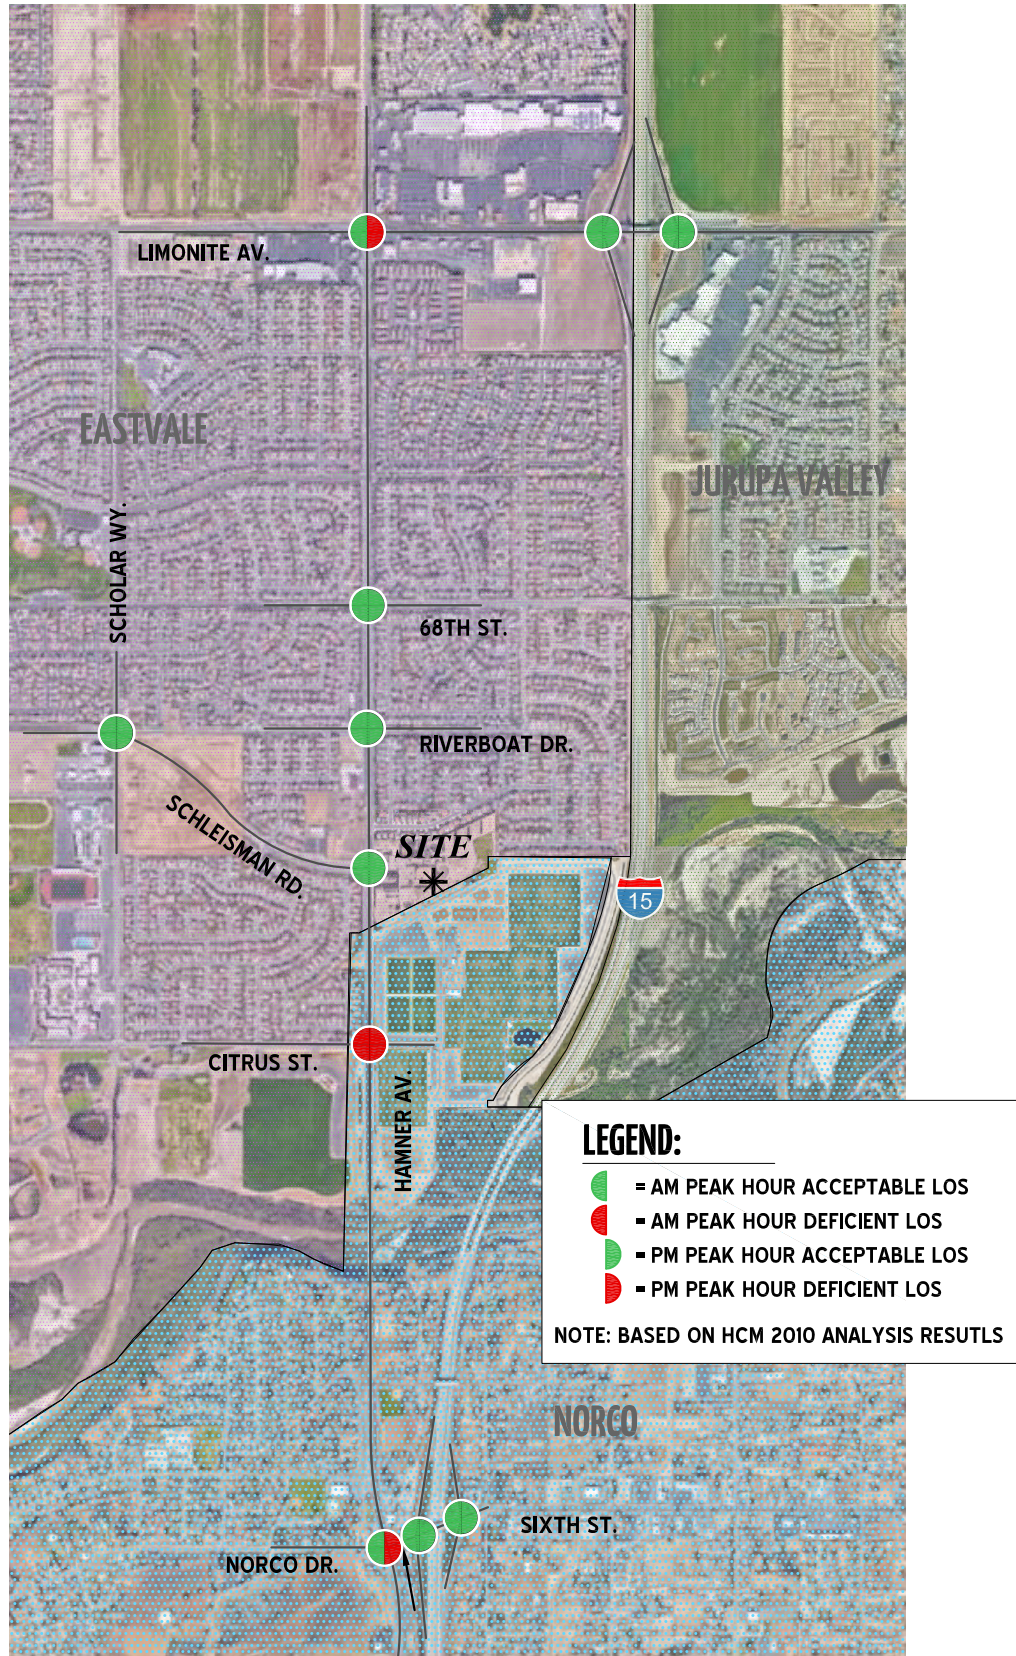 LIMONITE AV.
EASTVALE
JURUPA VALLEY
SCHOLAR WY.
68TH ST.
RIVERBOAT DR.
SCHLEISMAN RD.
SITE
15
CITRUS ST.
HAMNER AV.
LEGEND:
= AM PEAK HOUR ACCEPTABLE LOS
= AM PEAK HOUR DEFICIENT LOS
= PM PEAK HOUR ACCEPTABLE LOS
= PM PEAK HOUR DEFICIENT LOS
NOTE: BASED ON HCM 2010 ANALYSIS RESUTLS
NORCO
SIXTH ST.
NORCO DR.